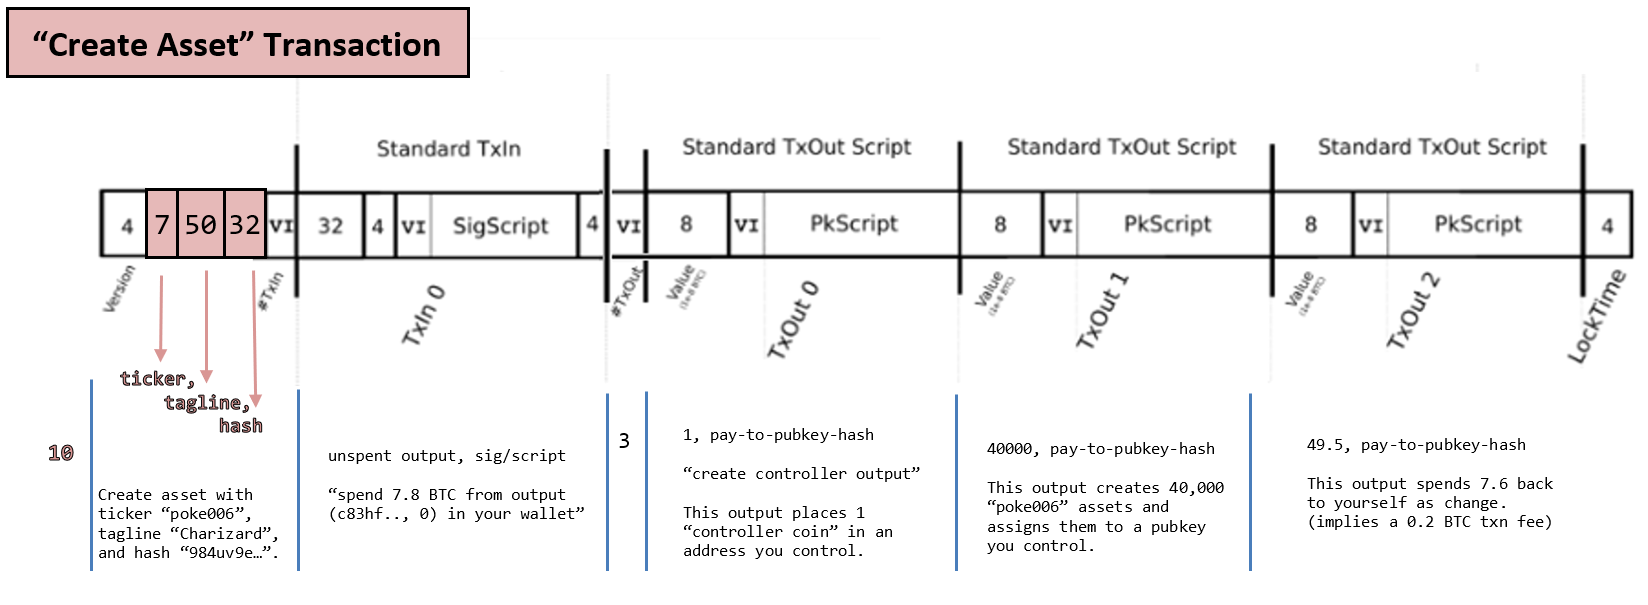 “Create Asset” Transaction
Standard TxIn
Standard TxOut Script
Standard TxOut Script
Standard TxOut Script
4 7 50 32 VI 32 4 VI SigScript 4 VI 8 VI PkScript 8 VI PkScript 8 VI PkScript 4
Version
#TxIn
TxIn 0
#TxOut
Value
(1e-8 BTC)
TxOut 0
Value
(1e-8 BTC)
TxOut 1
Value
(1e-8 BTC)
TxOut 2
LockTime
ticker,
tagline,
hash
10
Create asset with
ticker “poke006”,
tagline “Charizard”,
and hash “984uv9e…”.
unspent output, sig/script
“spend 7.8 BTC from output
(c83hf.., 0) in your wallet”
3
1, pay-to-pubkey-hash
“create controller output”
This output places 1
“controller coin” in an
address you control.
40000, pay-to-pubkey-hash
This output creates 40,000
“poke006” assets and
assigns them to a pubkey
you control.
49.5, pay-to-pubkey-hash
This output spends 7.6 back
to yourself as change.
(implies a 0.2 BTC txn fee)